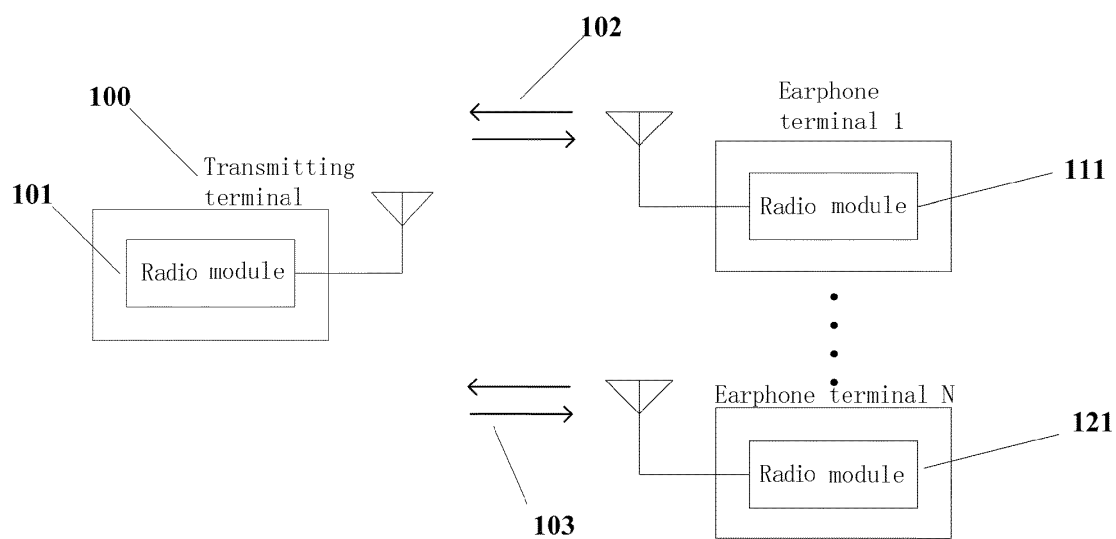 102
100
Earphone
terminal 1
Transmitting
terminal
101
111
Radio module
Radio module
Earphone terminal N
121
Radio module
103